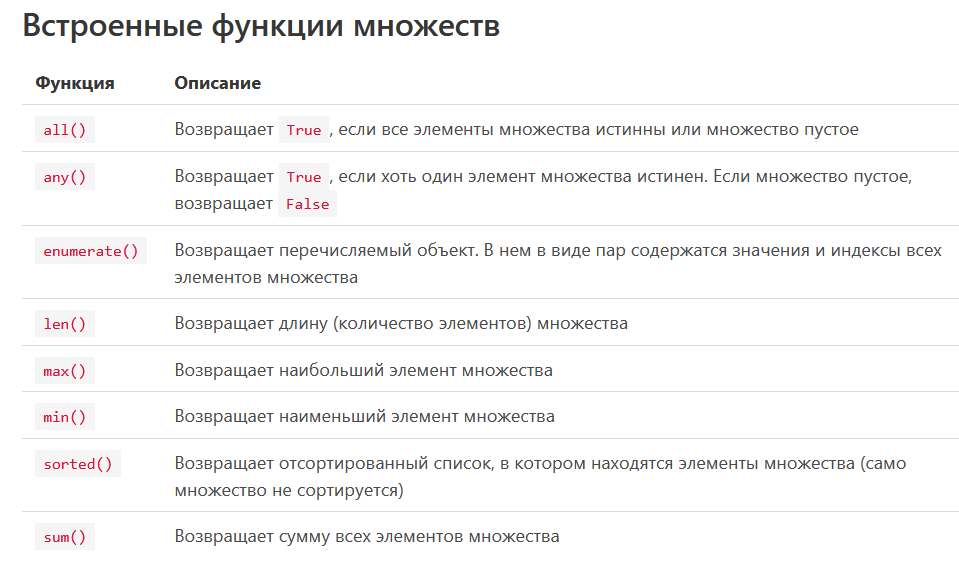 Встроенные функции множеств
Функция Описание
all() Возвращает True , если все элементы множества истинны или множество пустое
any() Возвращает True , если хоть один элемент множества истинен. Если множество пустое,
возвращает False
enumerate() Возвращает перечисляемый объект. В нем в виде пар содержатся значения и индексы всех
элементов множества
len() Возвращает длину (количество элементов) множества
max() Возвращает наибольший элемент множества
min() Возвращает наименьший элемент множества
sorted() Возвращает отсортированный список, в котором находятся элементы множества (само
множество не сортируется)
sum() Возвращает сумму всех элементов множества